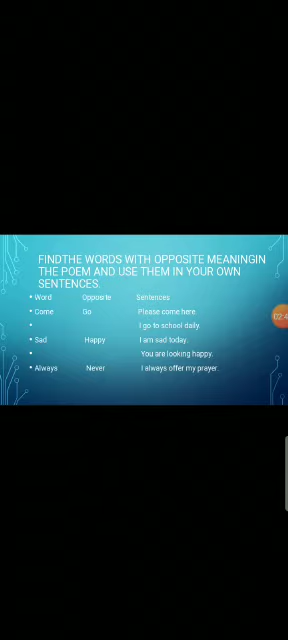 FINDTHE WORDS WITH OPPOSITE MEANINGIN
THE POEM AND USE THEM IN YOUR OWN
SENTENCES.
• Word Opposite Sentences
• Come Go Please come here.
• I go to school daily.
• Sad Happy I am sad today.
• You are looking happy.
• Always Never I always offer my prayer.